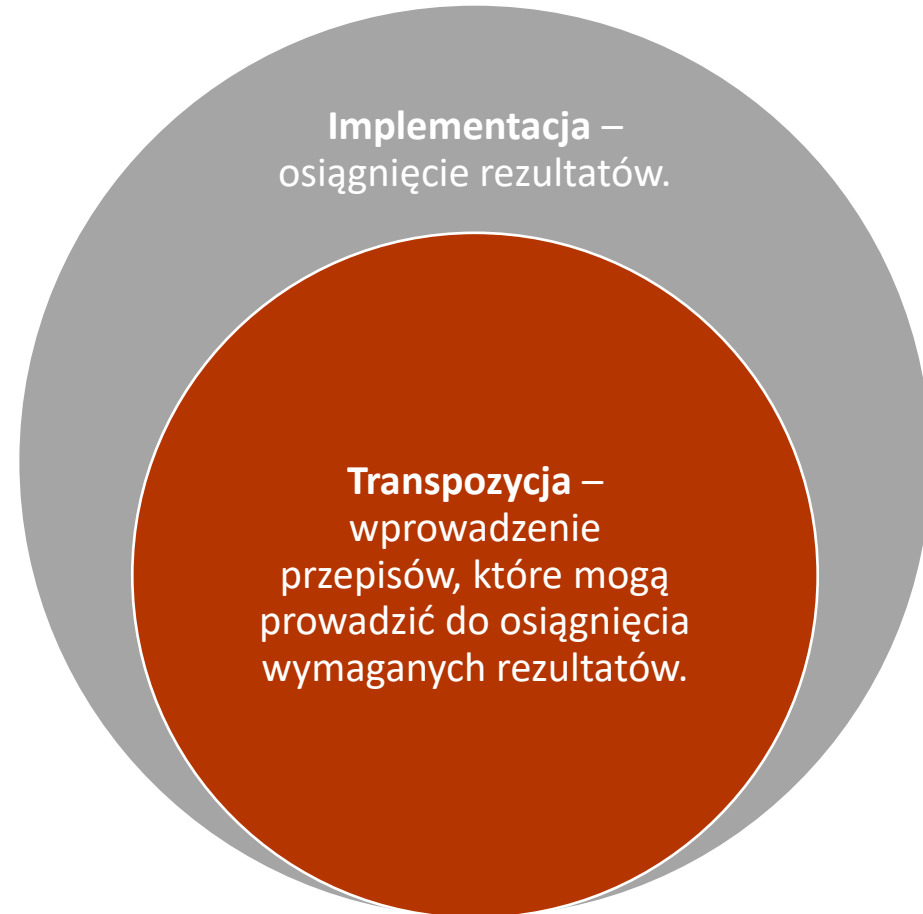 Implementacja –
osiągnięcie rezultatów.
Transpozycja –
wprowadzenie
przepisów, które mogą
prowadzić do osiągnięcia
wymaganych rezultatów.